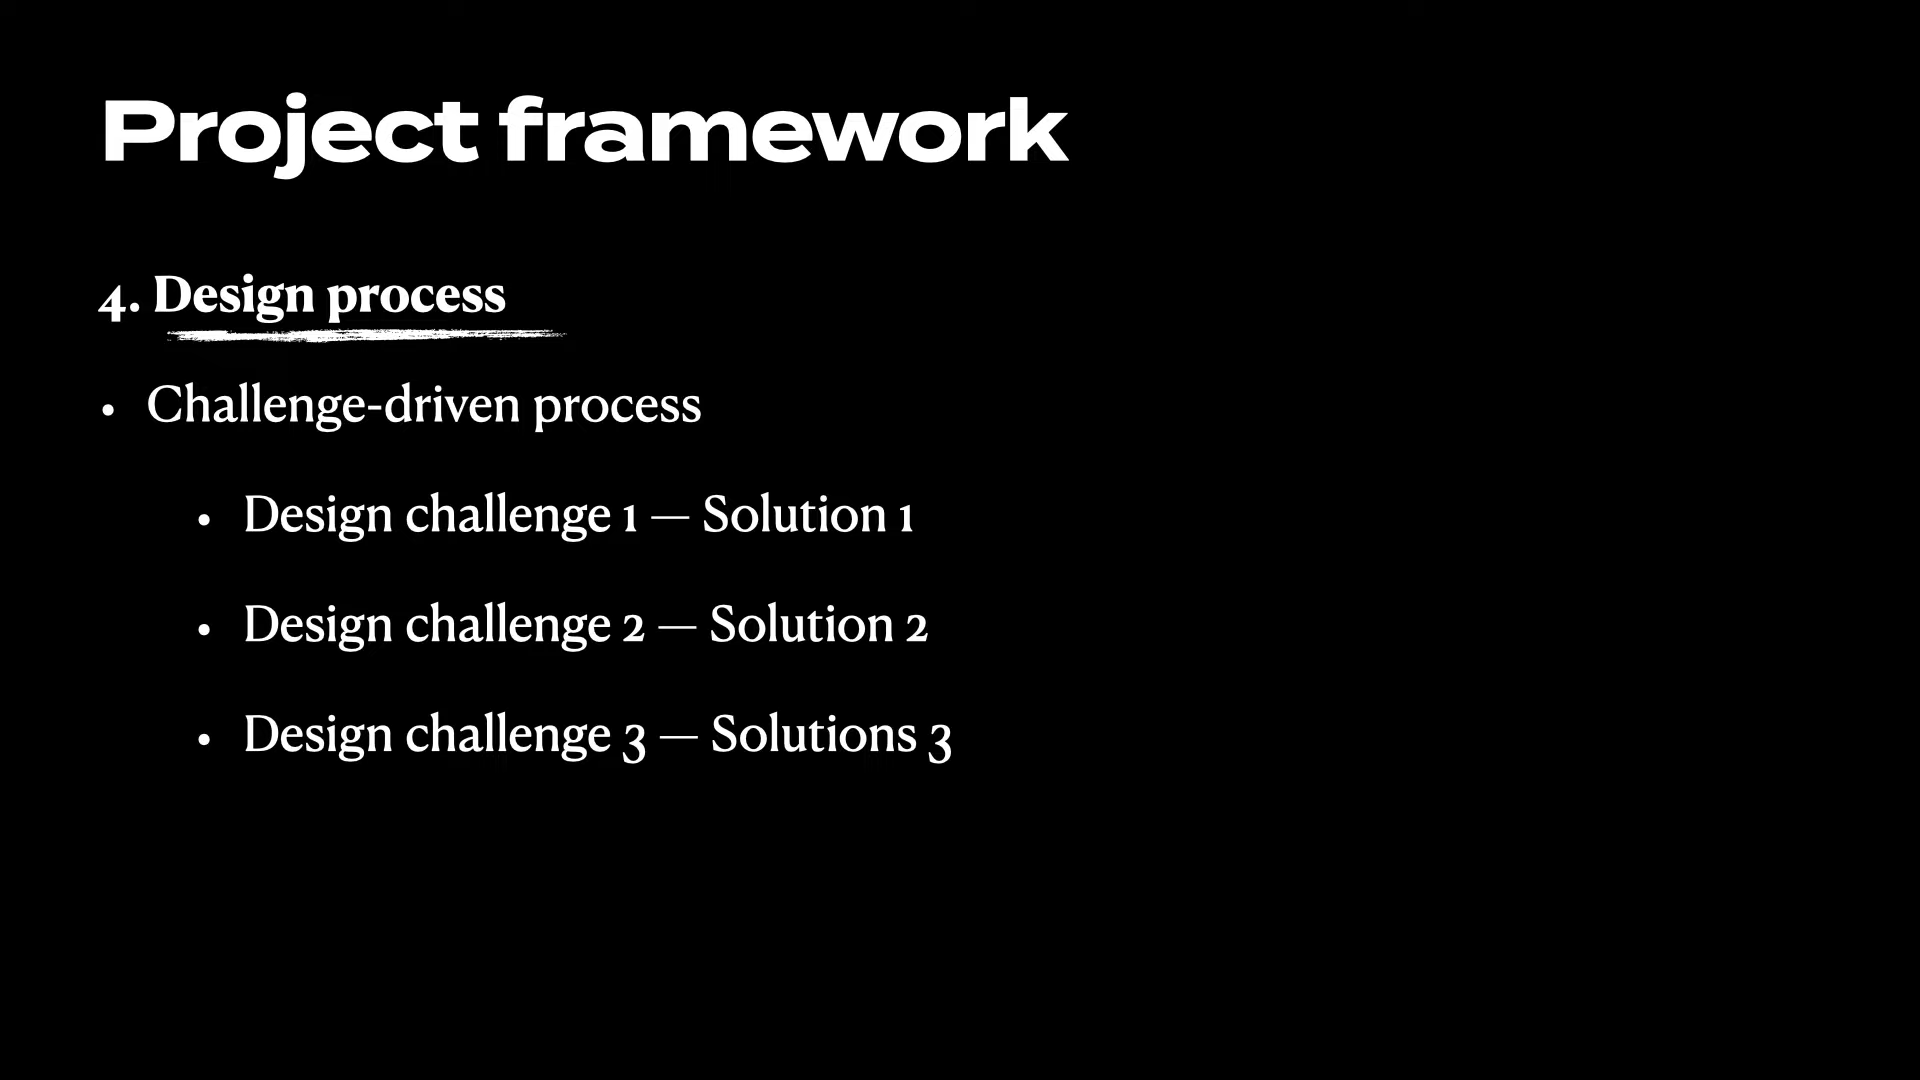 Project framework
4. Design process
• Challenge-driven process
• Design challenge 1 — Solution 1
• Design challenge 2 — Solution 2
• Design challenge 3 — Solutions 3